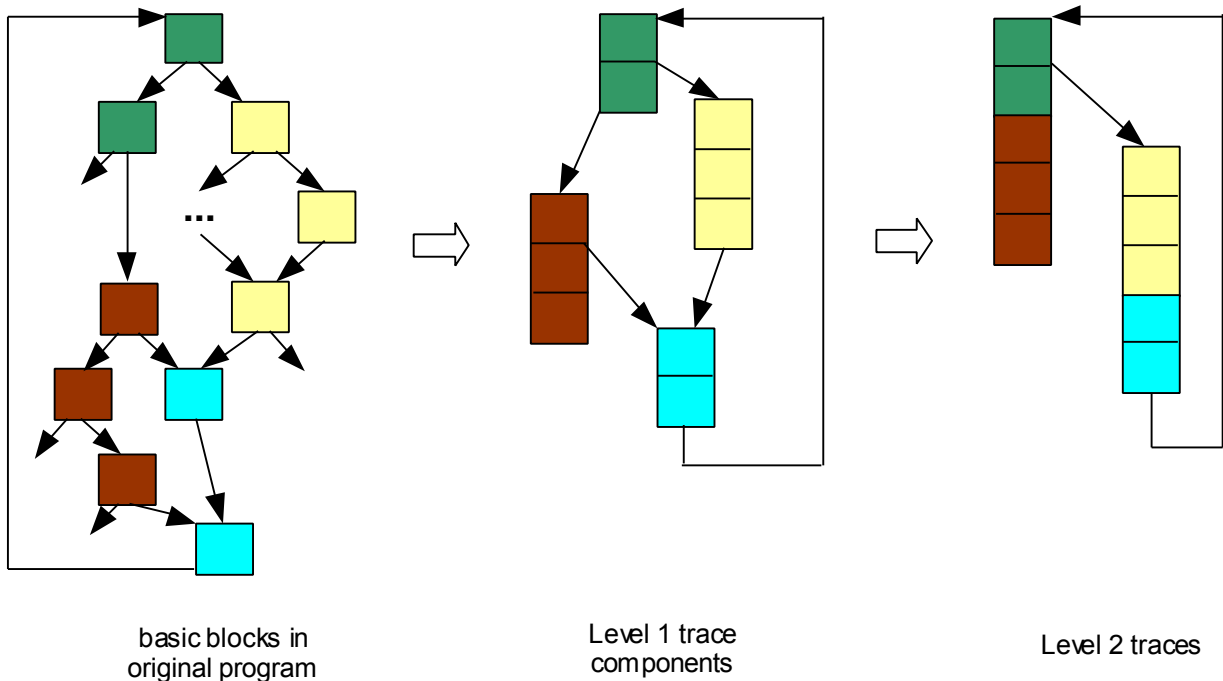 ...
basic blocks in
original program
Level 1 trace
components
Level 2 traces